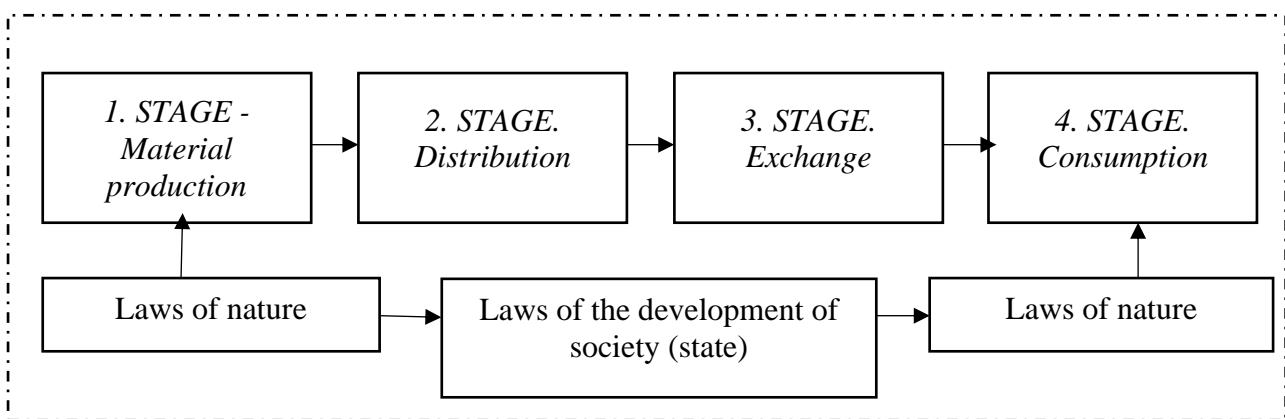 1. STAGE -
Material
production
2. STAGE.
Distribution
3. STAGE.
Exchange
4. STAGE.
Consumption
Laws of nature
Laws of the development of
society (state)
Laws of nature